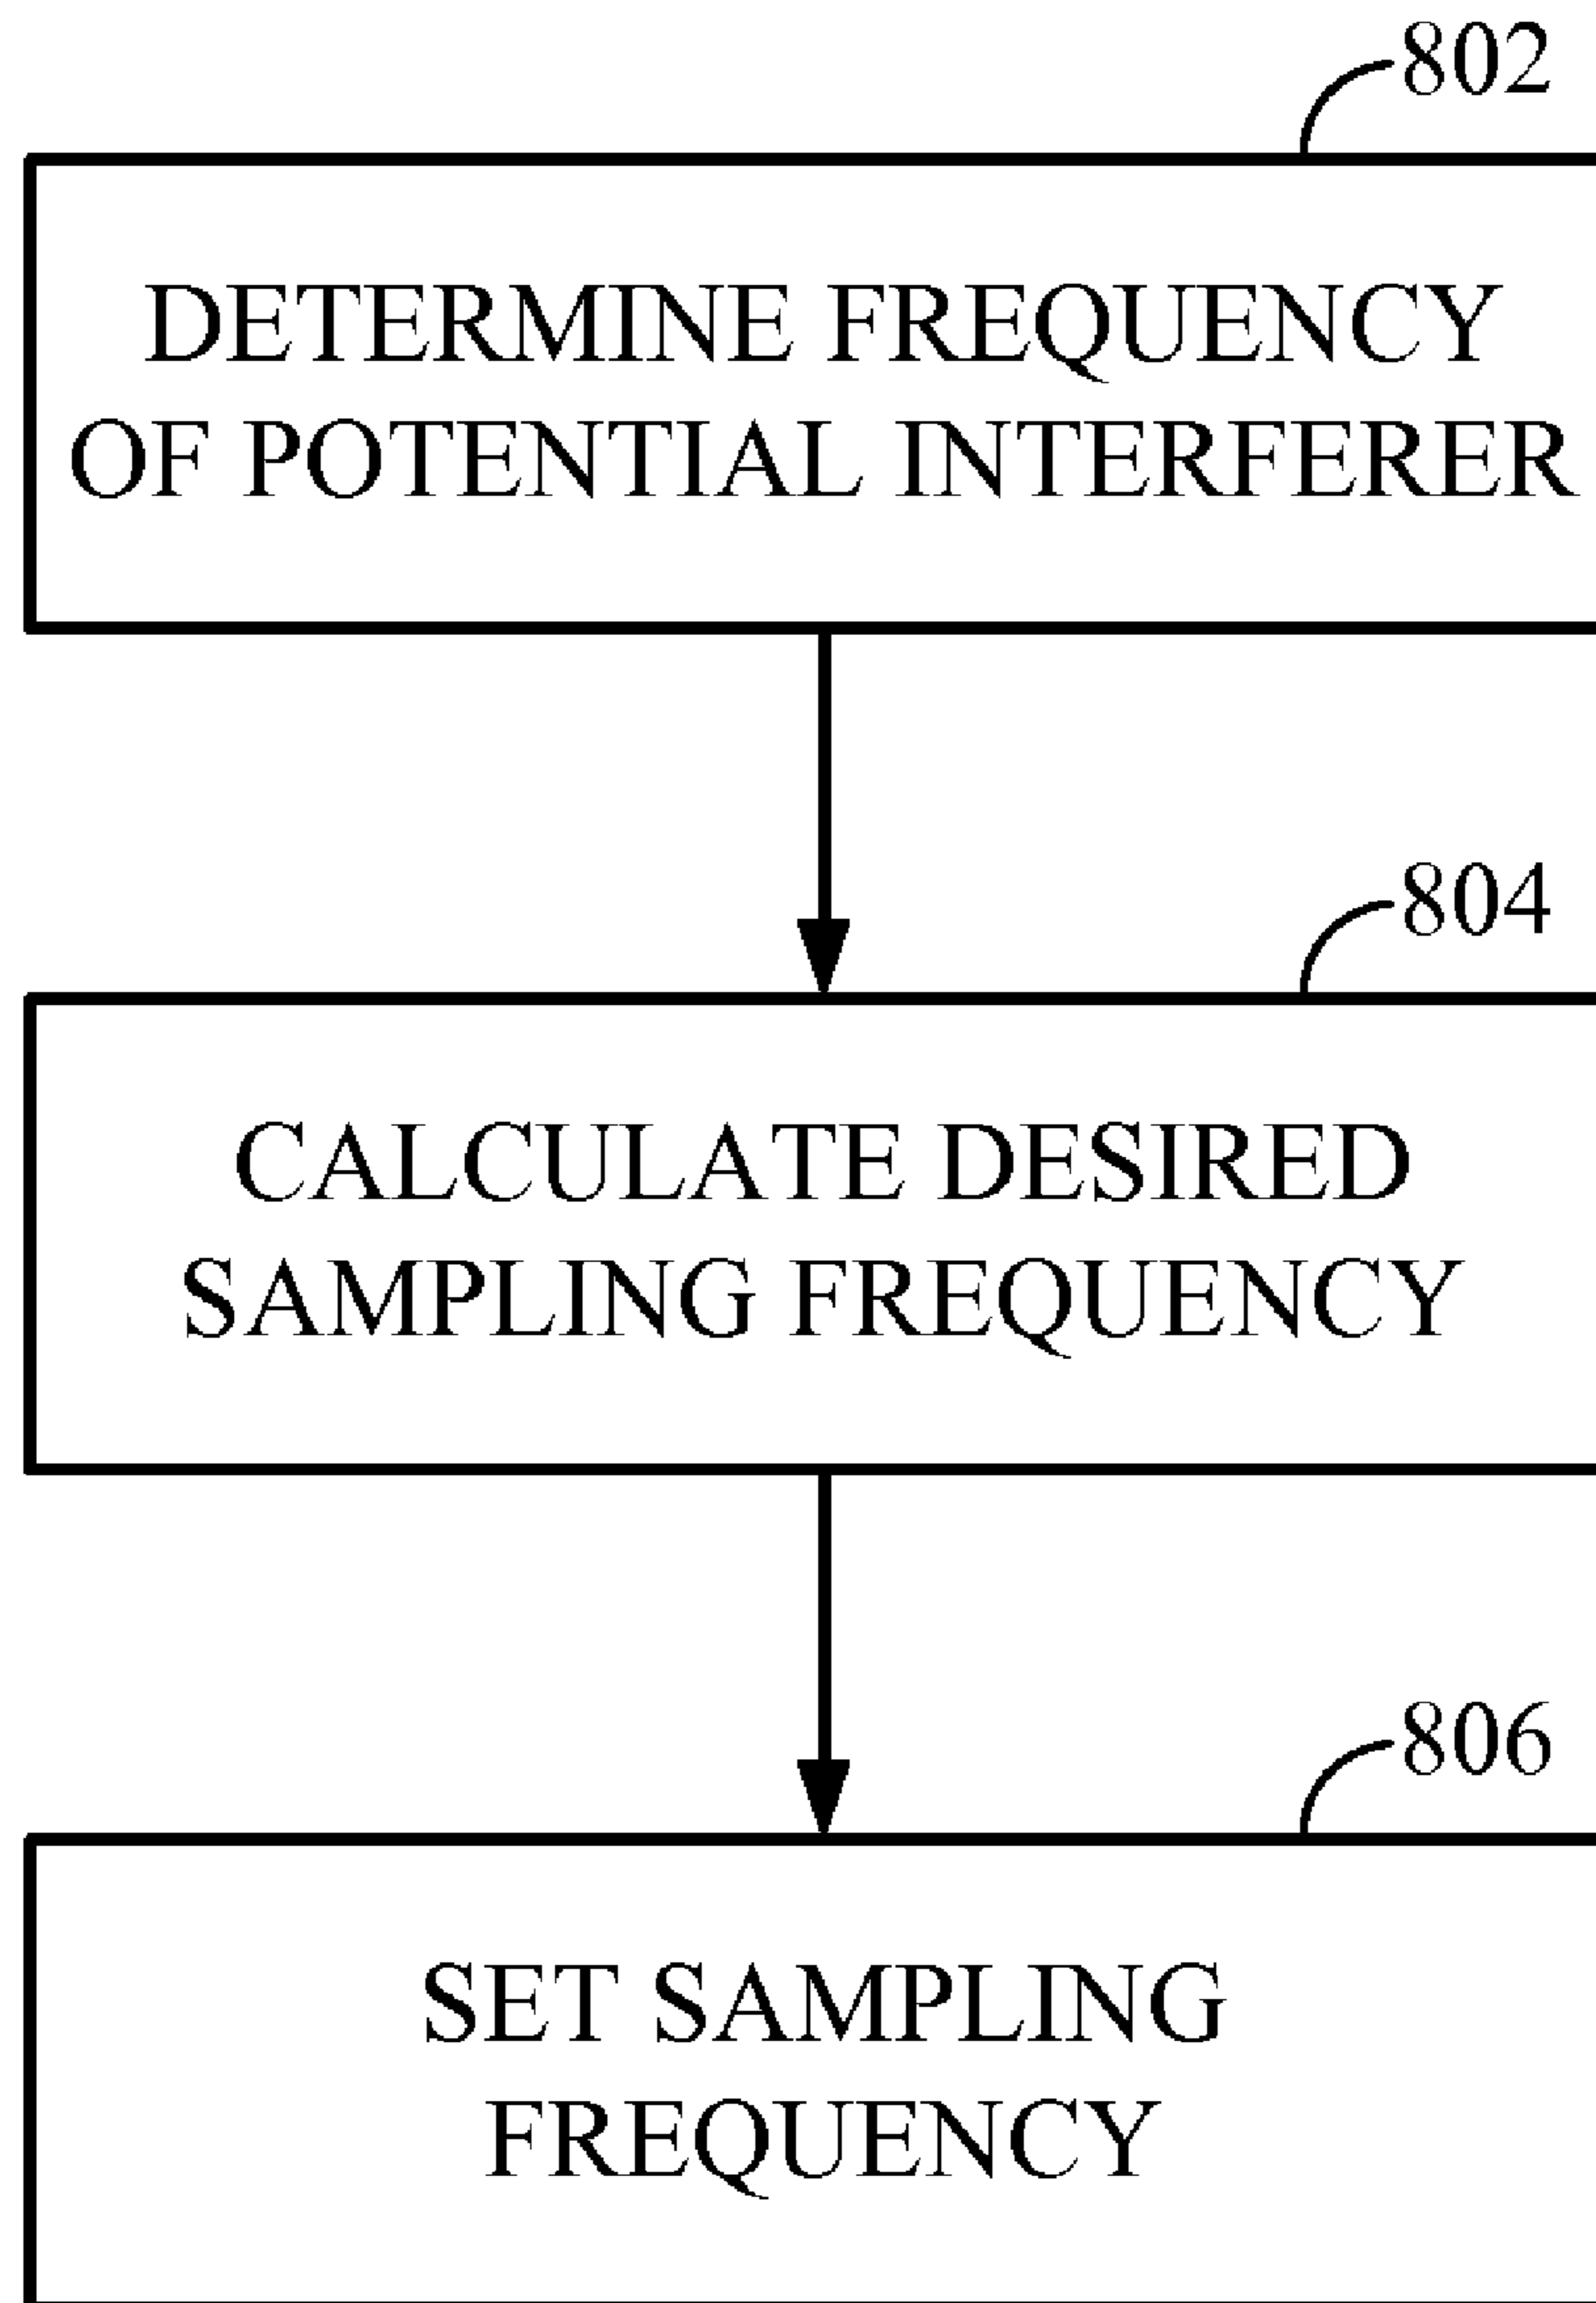 802
DETERMINE FREQUENCY
OF POTENTIAL INTERFERER
804
CALCULATE DESIRED
SAMPLING FREQUENCY
806
SET SAMPLING
FREQUENCY